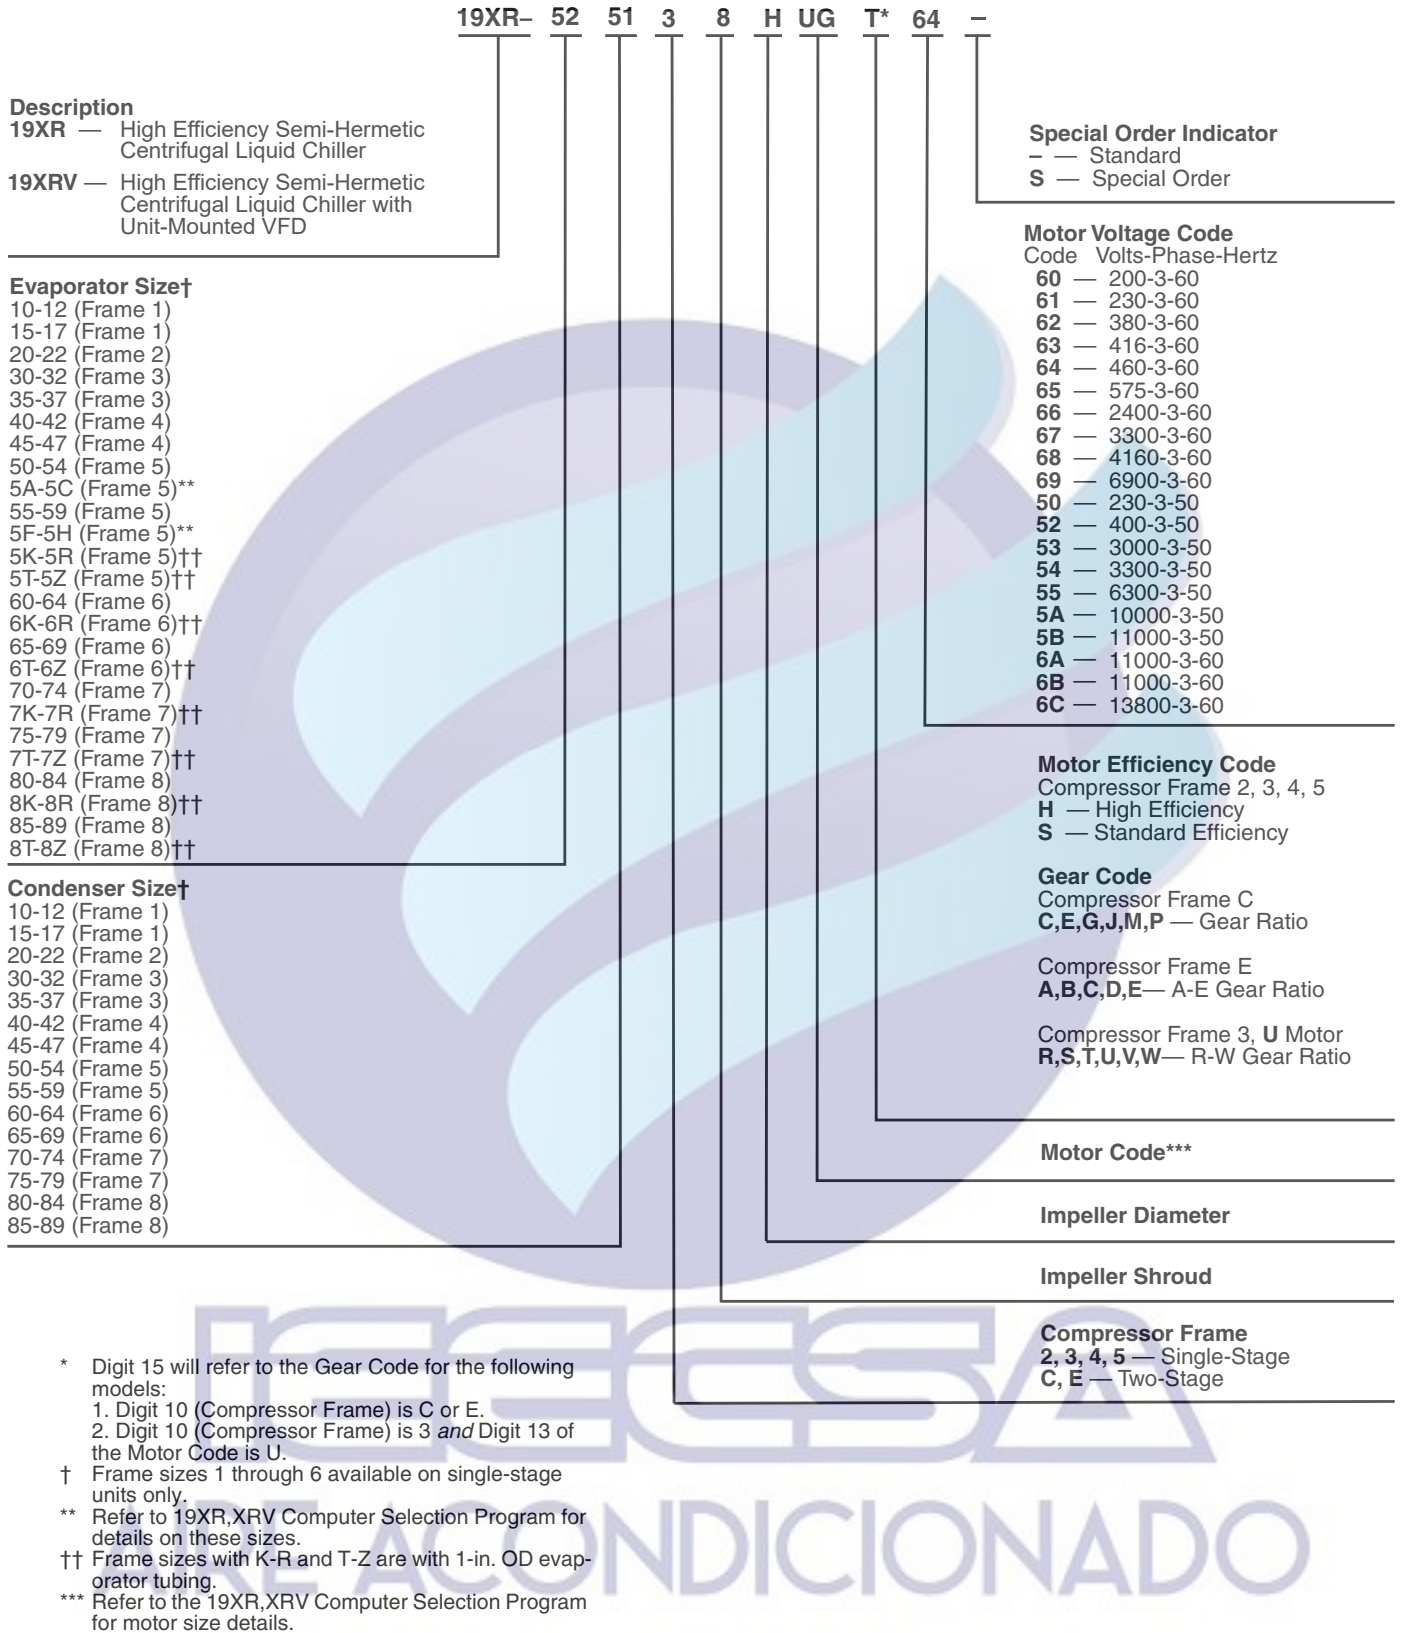 19XR– 52 51 3 8 H UG T* 64 –
Description
19XR — High Efficiency Semi-Hermetic
Centrifugal Liquid Chiller
19XRV — High Efficiency Semi-Hermetic
Centrifugal Liquid Chiller with
Unit-Mounted VFD
Evaporator Size†
10-12 (Frame 1)
15-17 (Frame 1)
20-22 (Frame 2)
30-32 (Frame 3)
35-37 (Frame 3)
40-42 (Frame 4)
45-47 (Frame 4)
50-54 (Frame 5)
5A-5C (Frame 5)**
55-59 (Frame 5)
5F-5H (Frame 5)**
5K-5R (Frame 5)††
5T-5Z (Frame 5)††
60-64 (Frame 6)
6K-6R (Frame 6)††
65-69 (Frame 6)
6T-6Z (Frame 6)††
70-74 (Frame 7)
7K-7R (Frame 7)††
75-79 (Frame 7)
7T-7Z (Frame 7)††
80-84 (Frame 8)
8K-8R (Frame 8)††
85-89 (Frame 8)
8T-8Z (Frame 8)††
Condenser Size†
10-12 (Frame 1)
15-17 (Frame 1)
20-22 (Frame 2)
30-32 (Frame 3)
35-37 (Frame 3)
40-42 (Frame 4)
45-47 (Frame 4)
50-54 (Frame 5)
55-59 (Frame 5)
60-64 (Frame 6)
65-69 (Frame 6)
70-74 (Frame 7)
75-79 (Frame 7)
80-84 (Frame 8)
85-89 (Frame 8)
Special Order Indicator
– — Standard
S — Special Order
Motor Voltage Code
Code Volts-Phase-Hertz
60 — 200-3-60
61 — 230-3-60
62 — 380-3-60
63 — 416-3-60
64 — 460-3-60
65 — 575-3-60
66 — 2400-3-60
67 — 3300-3-60
68 — 4160-3-60
69 — 6900-3-60
50 — 230-3-50
52 — 400-3-50
53 — 3000-3-50
54 — 3300-3-50
55 — 6300-3-50
5A — 10000-3-50
5B — 11000-3-50
6A — 11000-3-60
6B — 11000-3-60
6C — 13800-3-60
Motor Efficiency Code
Compressor Frame 2, 3, 4, 5
H — High Efficiency
S — Standard Efficiency
Gear Code
Compressor Frame C
C,E,G,J,M,P — Gear Ratio
Compressor Frame E
A,B,C,D,E— A-E Gear Ratio
Compressor Frame 3, U Motor
R,S,T,U,V,W— R-W Gear Ratio
Motor Code***
Impeller Diameter
Impeller Shroud
Compressor Frame
2, 3, 4, 5 — Single-Stage
C, E — Two-Stage
* Digit 15 will refer to the Gear Code for the following
models:
1. Digit 10 (Compressor Frame) is C or E.
2. Digit 10 (Compressor Frame) is 3 and Digit 13 of
the Motor Code is U.
† Frame sizes 1 through 6 available on single-stage
units only.
** Refer to 19XR,XRV Computer Selection Program for
details on these sizes.
†† Frame sizes with K-R and T-Z are with 1-in. OD evap-
orator tubing.
*** Refer to the 19XR,XRV Computer Selection Program
for motor size details.
IGECSA
AIRE ACONDICIONADO